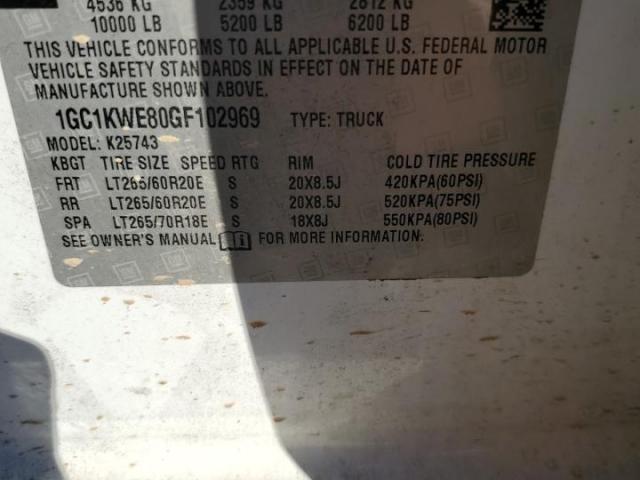 4536 KG 2359 KG 2812 KG
10000 LB 5200 LB 6200 LB
THIS VEHICLE CONFORMS TO ALL APPLICABLE U.S. FEDERAL MOTOR
VEHICLE SAFETY STANDARDS IN EFFECT ON THE DATE OF
MANUFACTURE SHOWN ABOVE.
1GC1KWE80GF102969 TYPE: TRUCK
MODEL: K25743
KBGT TIRE SIZE SPEED RTG RIM COLD TIRE PRESSURE
FRT LT265/60R20E S 20X8.5J 420KPA(60PSI)
RR LT265/60R20E S 20X8.5J 520KPA(75PSI)
SPA LT265/70R18E S 18X8J 550KPA(80PSI)
SEE OWNER'S MANUAL FOR MORE INFORMATION.